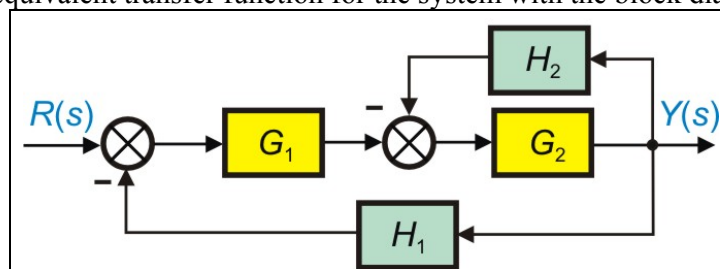 equivalent transfer function for the system with the block dia
H₂
R(s)
G₁
G₂
Y(s)
H₁